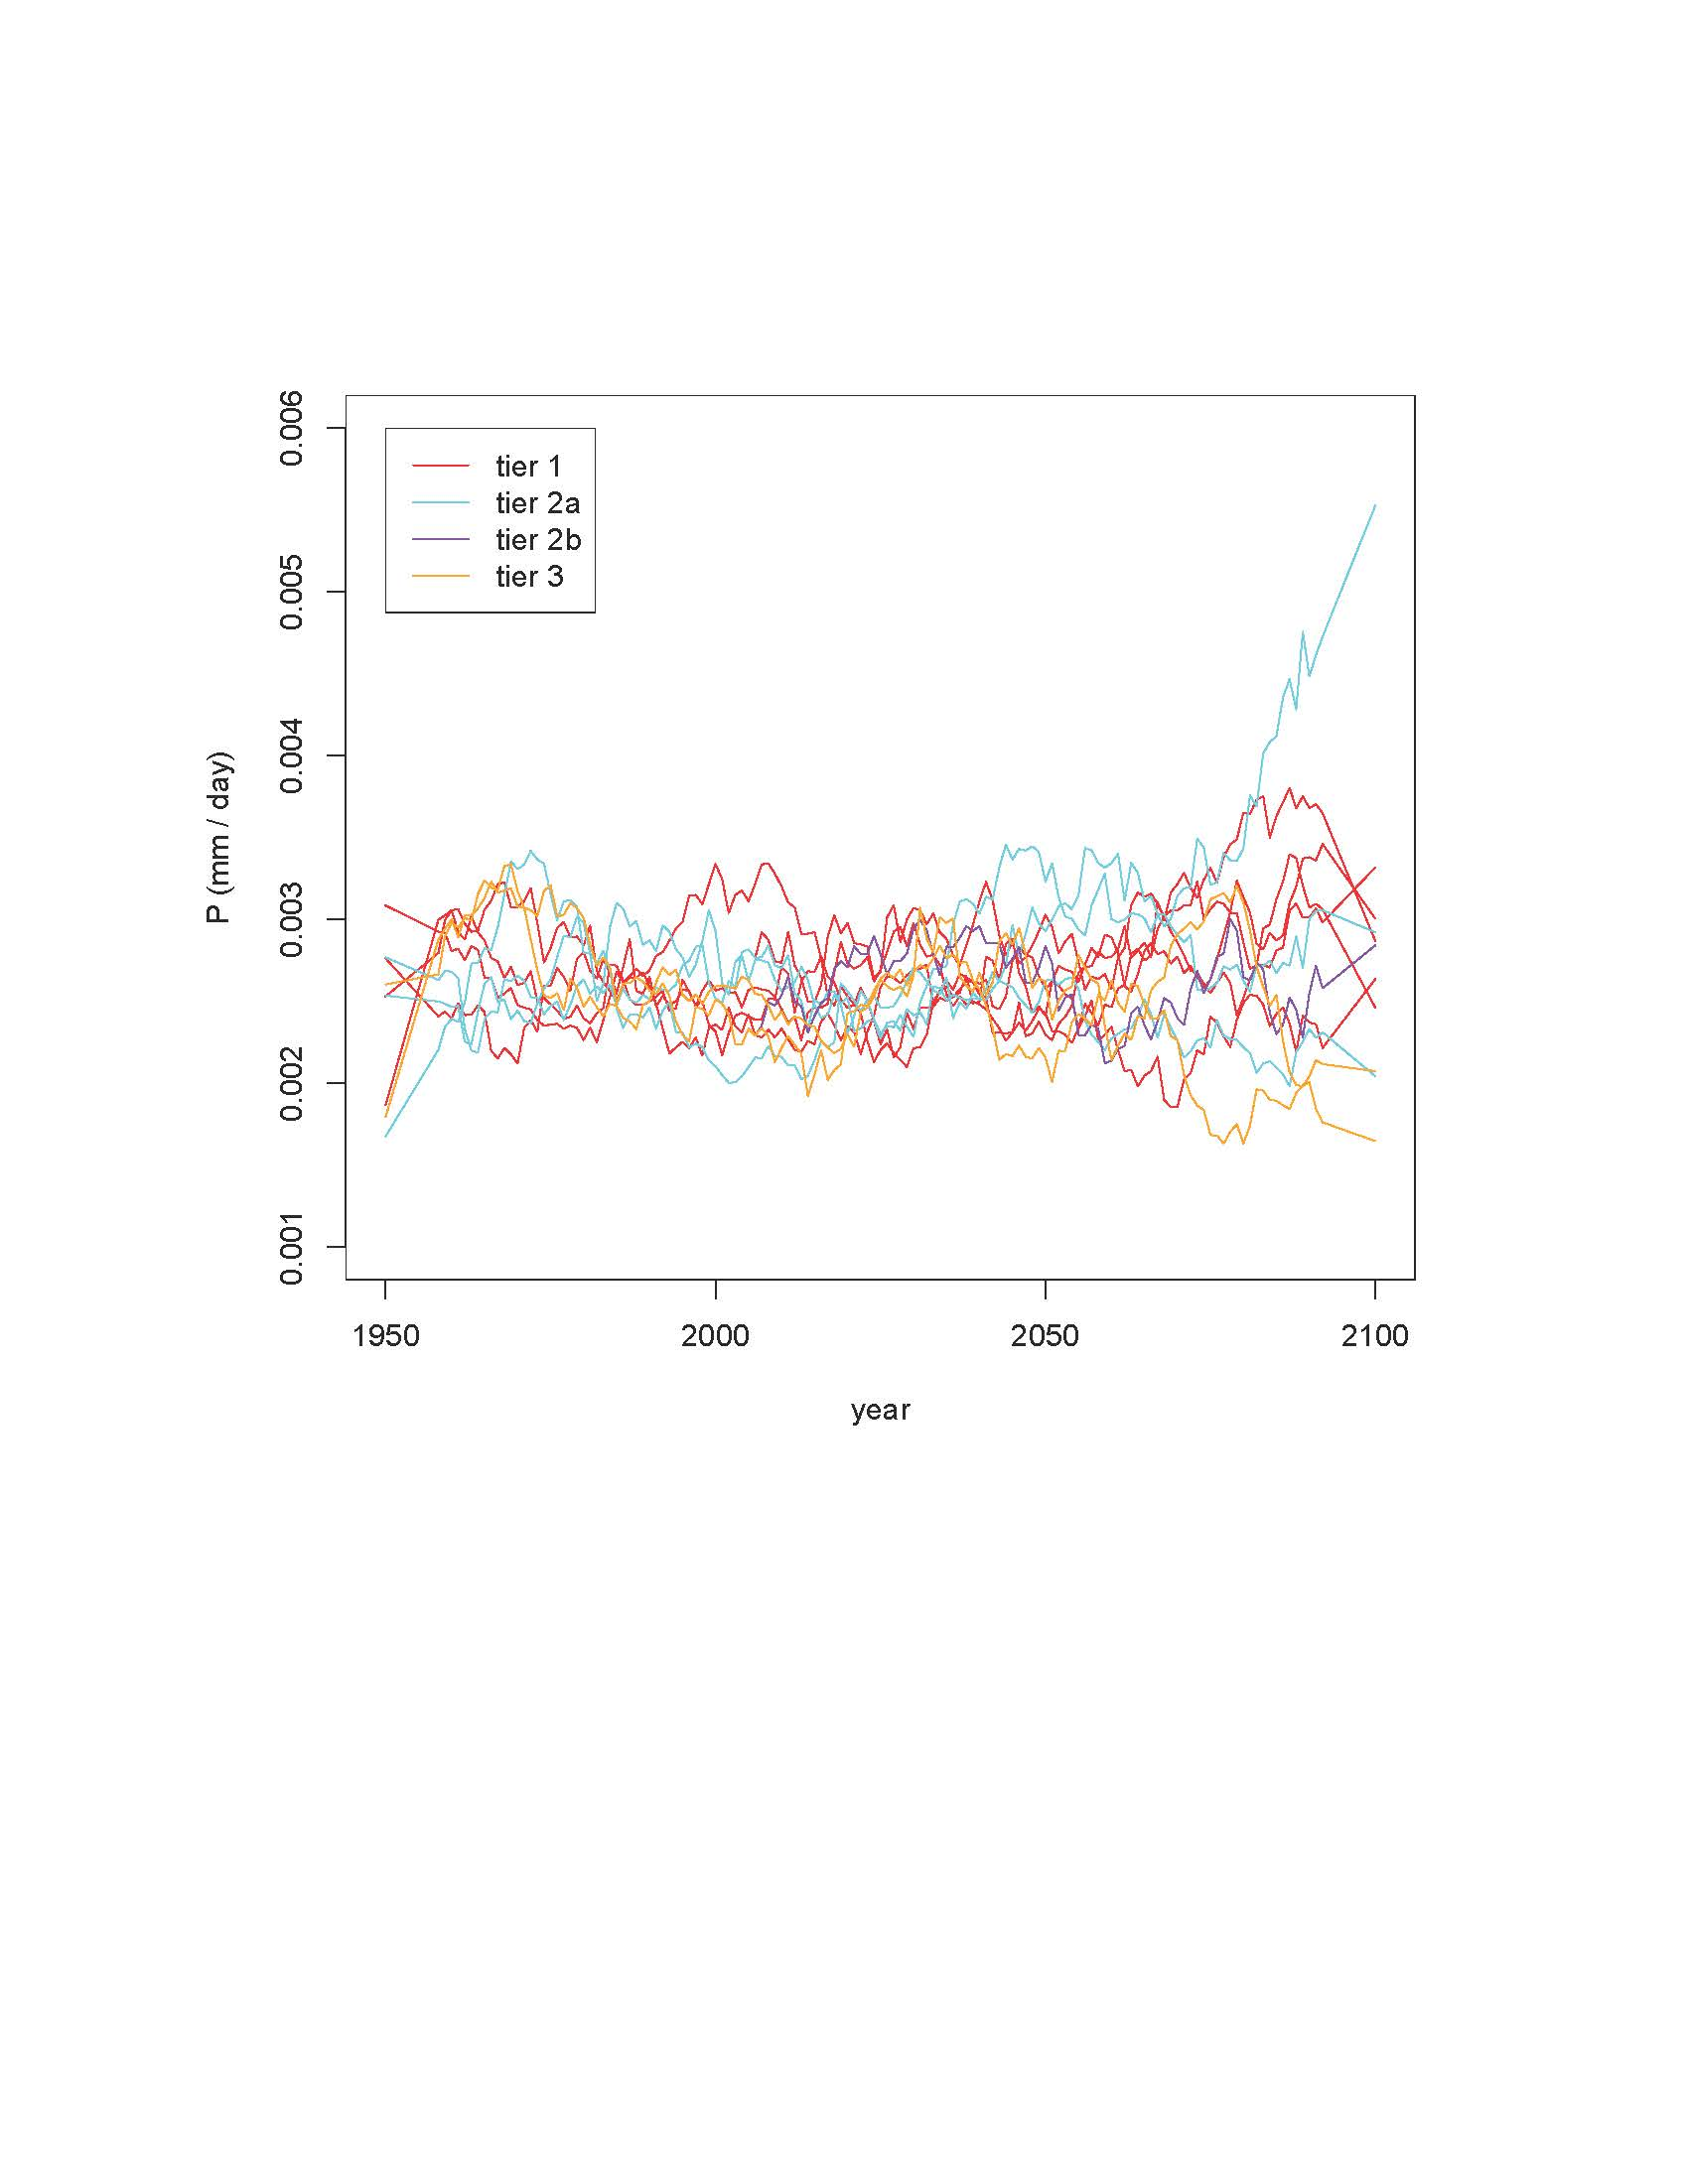 0.006
0.005
0.004
0.003
0.002
0.001
P (mm / day)
tier 1
tier 2a
tier 2b
tier 3
1950 2000 2050 2100
year